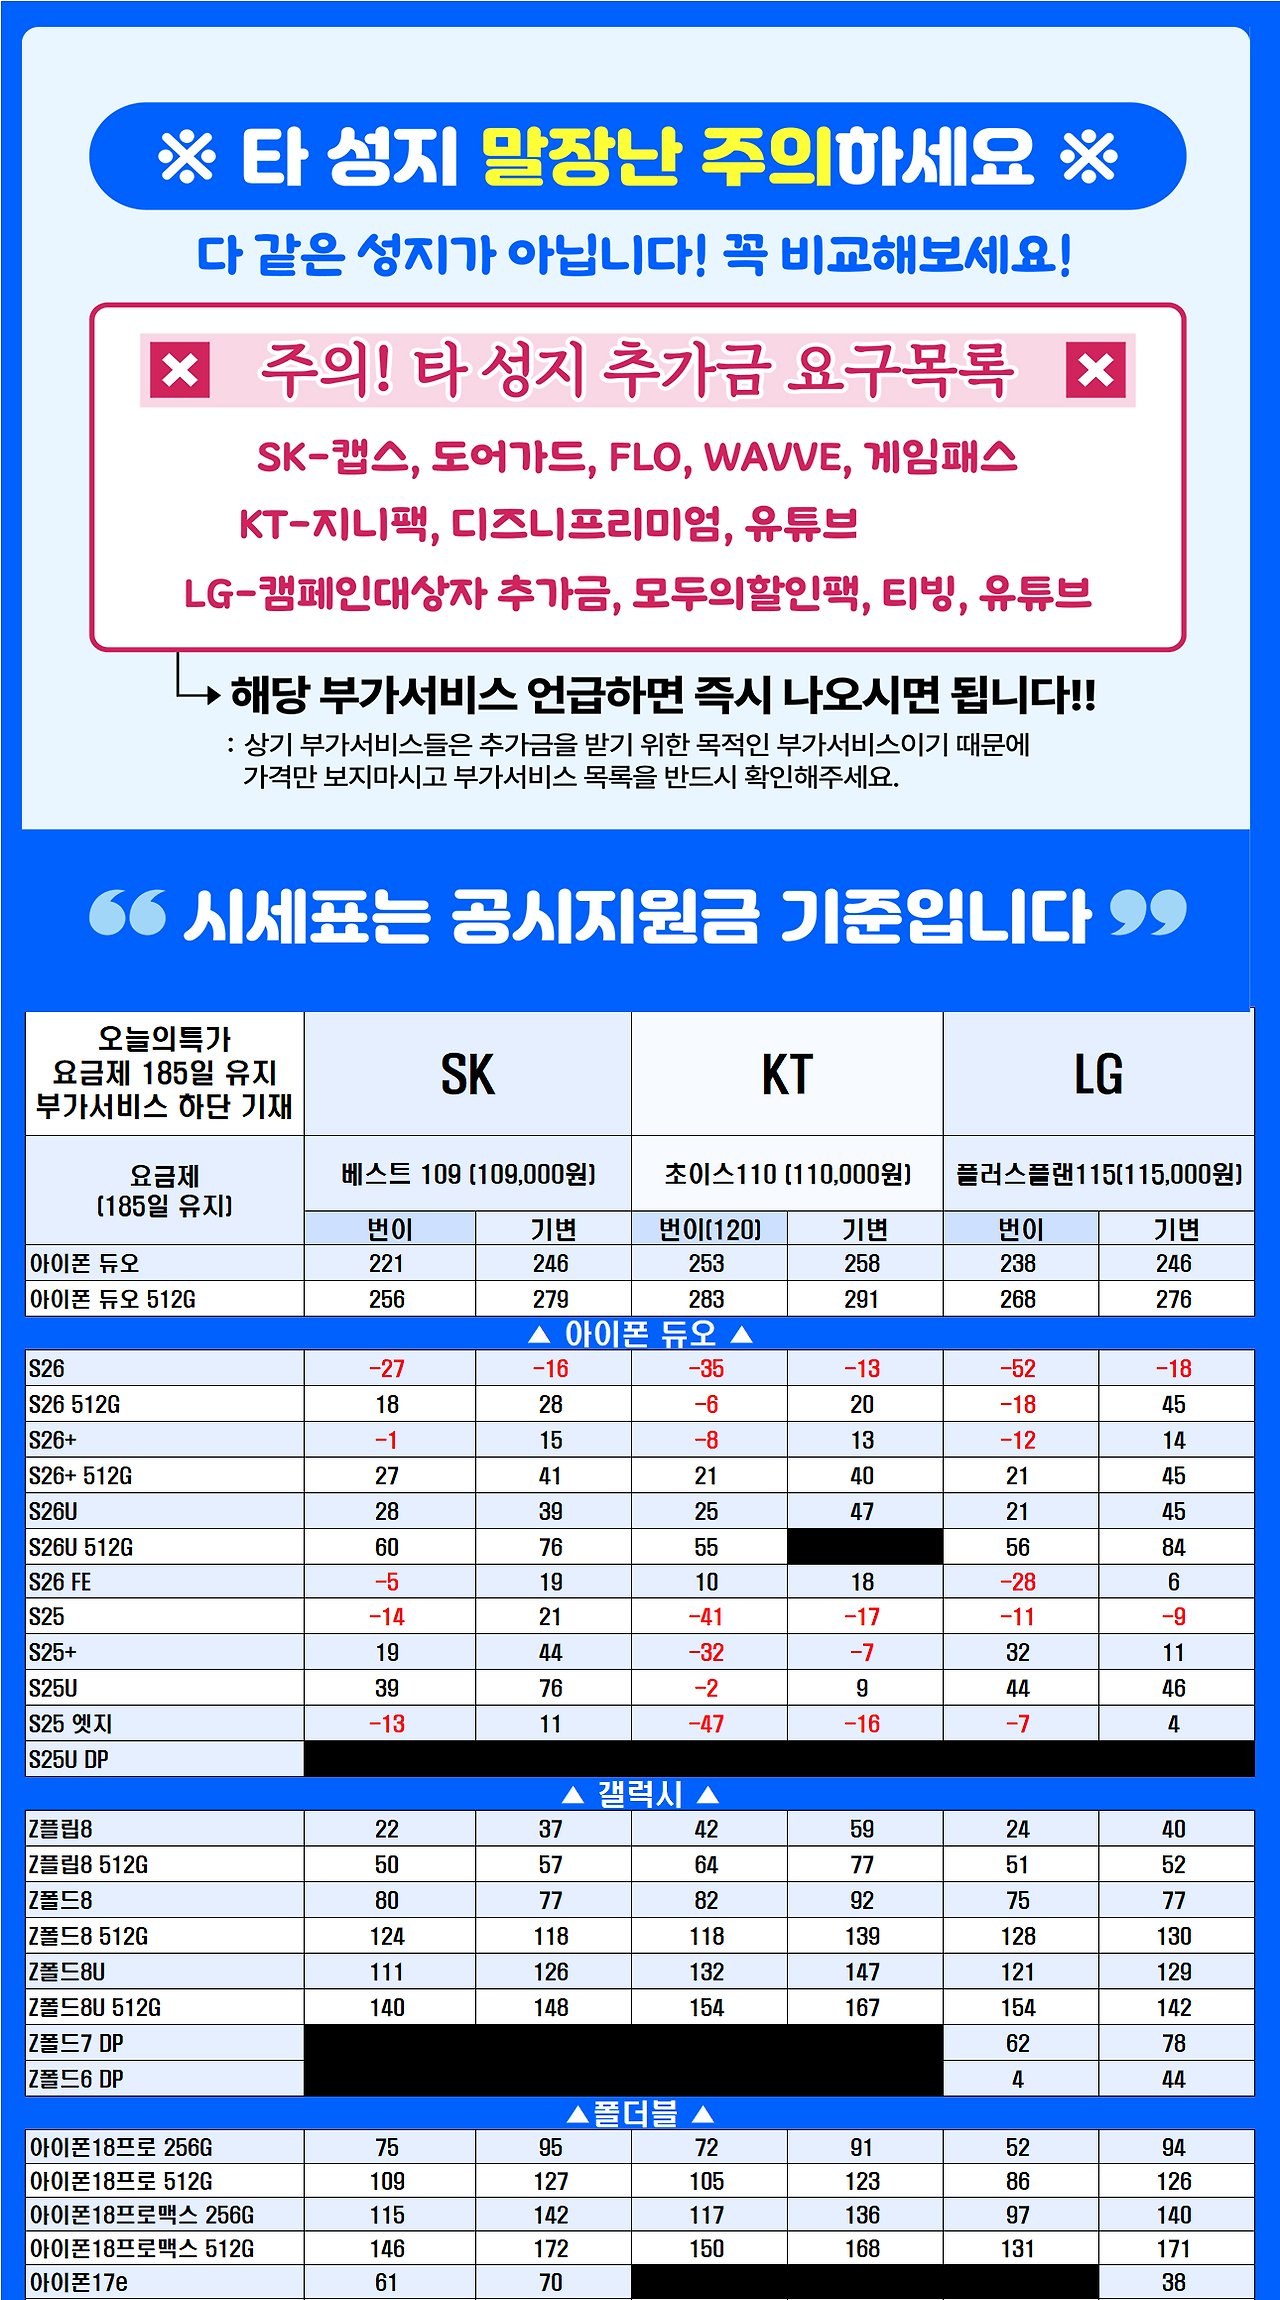 ※ 타 성지 말장난 주의하세요 ※
다 같은 성지가 아닙니다! 꼭 비교해보세요!
주의! 타 성지 추가금 요구목록
SK-캡스, 도어가드, FLO, WAVVE, 게임패스
KT-지니팩, 디즈니프리미엄, 유튜브
LG-캠페인대상자 추가금, 모두의할인팩, 티빙, 유튜브
해당 부가서비스 언급하면 즉시 나오시면 됩니다!!
: 상기 부가서비스들은 추가금을 받기 위한 목적인 부가서비스이기 때문에
가격만 보지마시고 부가서비스 목록을 반드시 확인해주세요.
“ 시세표는 공시지원금 기준입니다 ”
오늘의특가
요금제 185일 유지
부가서비스 하단 기재
SK KT LG
요금제
(185일 유지)
베스트 109 (109,000원) 초이스110 (110,000원) 플러스플랜115(115,000원)
번이 기변 번이(120) 기변 번이 기변
아이폰 듀오 221 246 253 258 238 246
아이폰 듀오 512G 256 279 283 291 268 276
▲ 아이폰 듀오 ▲
S26 -27 -16 -35 -13 -52 -18
S26 512G 18 28 -6 20 -18 45
S26+ -1 15 -8 13 -12 14
S26+ 512G 27 41 21 40 21 45
S26U 28 39 25 47 21 45
S26U 512G 60 76 55 56 84
S26 FE -5 19 10 18 -28 6
S25 -14 21 -41 -17 -11 -9
S25+ 19 44 -32 -7 32 11
S25U 39 76 -2 9 44 46
S25 엣지 -13 11 -47 -16 -7 4
S25U DP
▲ 갤럭시 ▲
Z플립8 22 37 42 59 24 40
Z플립8 512G 50 57 64 77 51 52
Z폴드8 80 77 82 92 75 77
Z폴드8 512G 124 118 118 139 128 130
Z폴드8U 111 126 132 147 121 129
Z폴드8U 512G 140 148 154 167 154 142
Z폴드7 DP 62 78
Z폴드6 DP 4 44
▲폴더블 ▲
아이폰18프로 256G 75 95 72 91 52 94
아이폰18프로 512G 109 127 105 123 86 126
아이폰18프로맥스 256G 115 142 117 136 97 140
아이폰18프로맥스 512G 146 172 150 168 131 171
아이폰17e 61 70 38